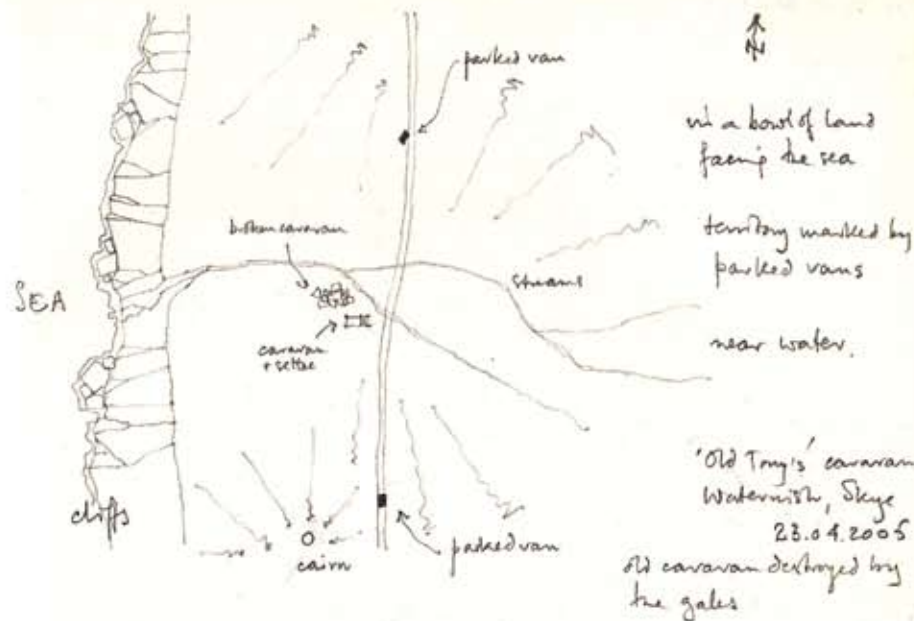 N
parked van
in a bowl of land
facing the sea
broken caravan
territory marked by
parked vans
SEA
streams
caravan
+ settee
near water.
'Old Tony's' caravan
Waternish, Skye
23.04.2005
cliffs
cairn
parked van
old caravan destroyed by
the gales